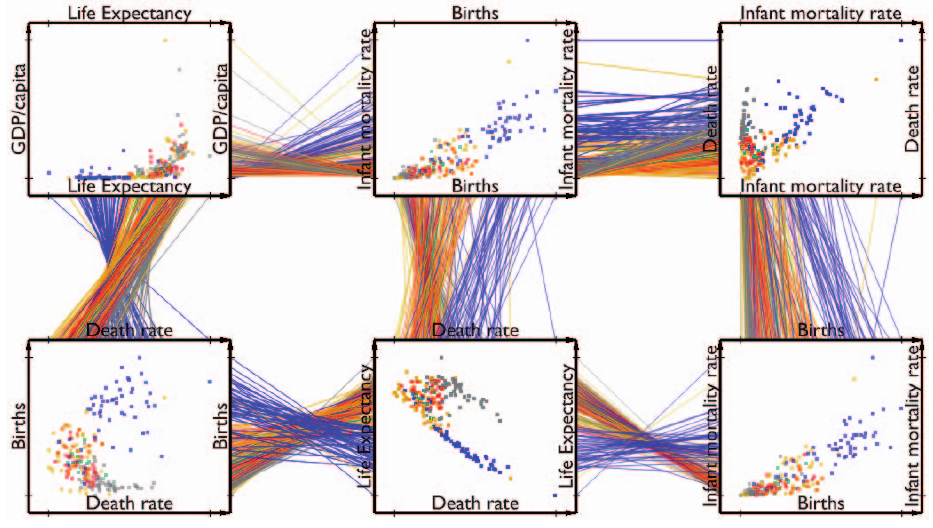 Life Expectancy
Births
Infant mortality rate
GDP/capita
GDP/capita
Infant mortality rate
Infant mortality rate
Death rate
Death rate
Life Expectancy
Births
Infant mortality rate
Death rate
Death rate
Births
Births
Births
Life Expectancy
Life Expectancy
Infant mortality rate
Infant mortality rate
Death rate
Death rate
Births